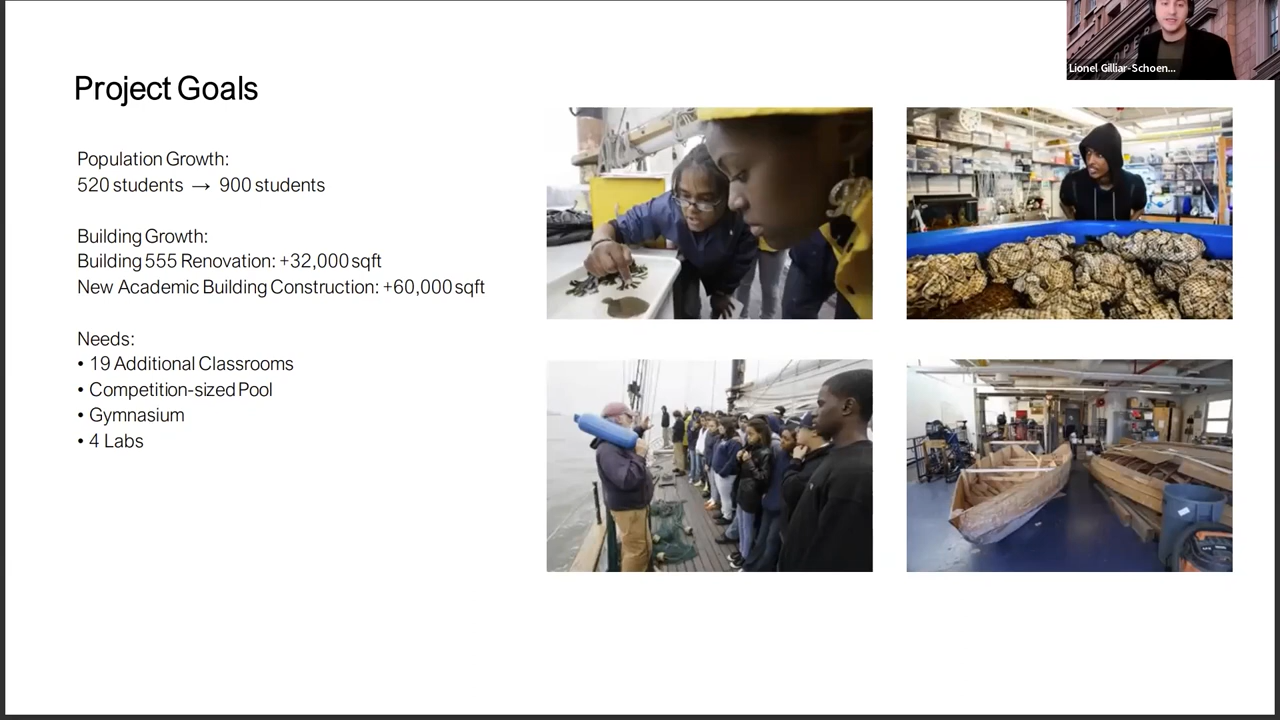 Lionel Gilliar-Schoen...
Project Goals
Population Growth:
520 students → 900 students
Building Growth:
Building 555 Renovation: +32,000 sqft
New Academic Building Construction: +60,000 sqft
Needs:
• 19 Additional Classrooms
• Competition-sized Pool
• Gymnasium
• 4 Labs